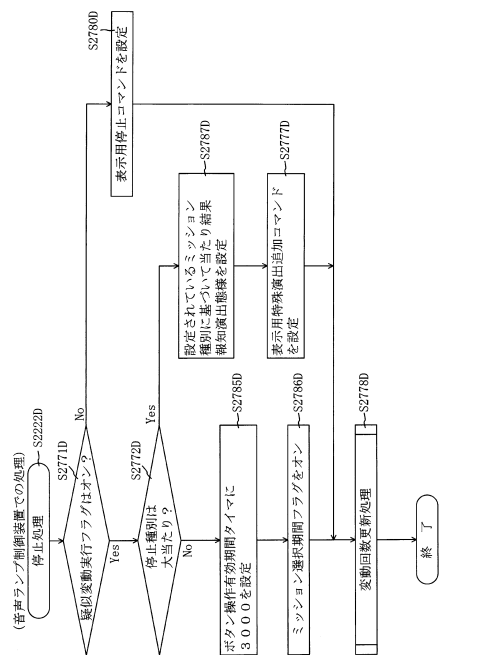 (音声ランプ制御装置での処理)
停止処理
S2222D
疑似変動実行フラグはオン?
S2771D
No
Yes
表示用停止コマンドを設定
S2780D
停止種別は
大当たり?
S2772D
Yes
No
設定されているミッション
種別に基づいて当たり結果
報知演出態様を設定
S2787D
表示用特殊演出追加コマンド
を設定
S2777D
ボタン操作有効期間タイマに
3000を設定
S2785D
ミッション選択期間フラグをオン
S2786D
変動回数更新処理
S2778D
終 了